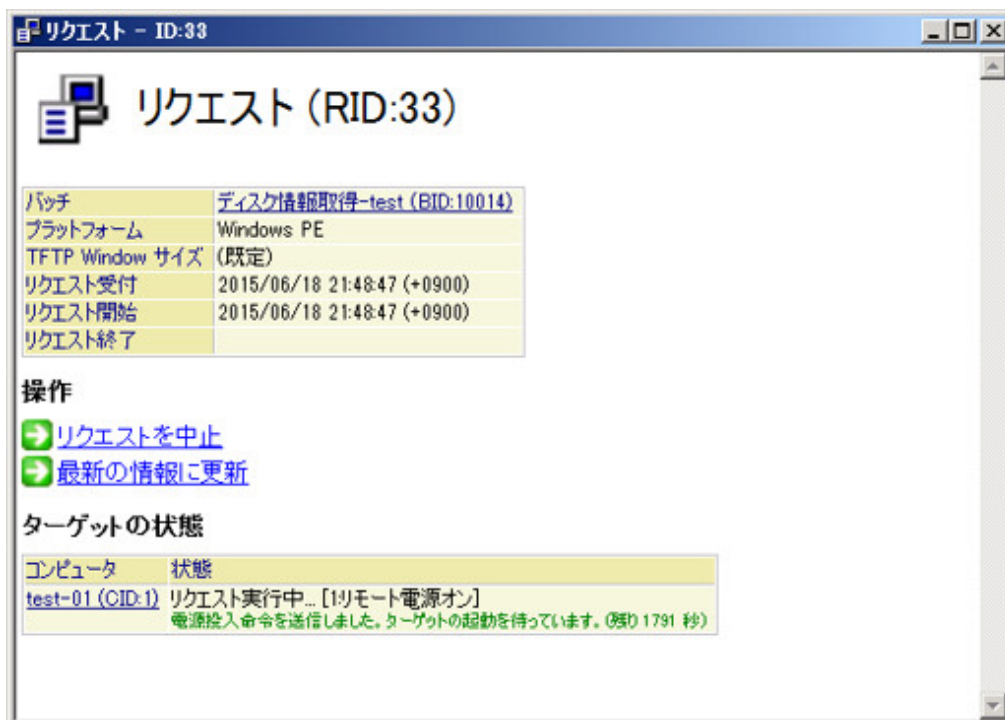 リクエスト - ID:33
リクエスト (RID:33)
バッチ ディスク情報取得-test (BID:10014)
プラットフォーム Windows PE
TFTP Window サイズ (既定)
リクエスト受付 2015/06/18 21:48:47 (+0900)
リクエスト開始 2015/06/18 21:48:47 (+0900)
リクエスト終了
操作
リクエストを中止
最新の情報に更新
ターゲットの状態
コンピュータ 状態
test-01 (CID:1) リクエスト実行中... [1:リモート電源オン]
電源投入命令を送信しました。ターゲットの起動を待っています。(残り 1791 秒)